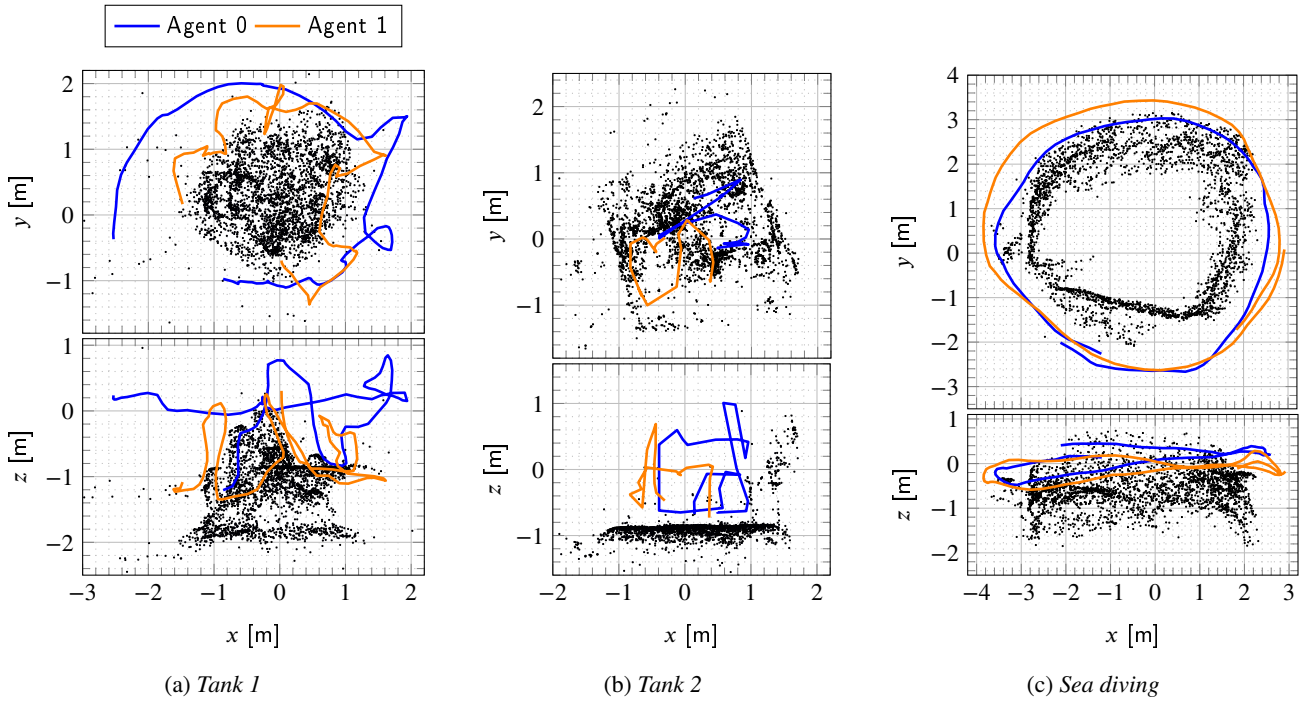 Agent 0 Agent 1
2
1
0
−1
y [m]
1
0
−1
−2
z [m]
−3 −2 −1 0 1 2
x [m]
(a) Tank 1
2
1
0
−1
y [m]
1
0
−1
z [m]
−2 −1 0 1 2
x [m]
(b) Tank 2
4
3
2
1
0
−1
−2
−3
y [m]
1
0
−1
−2
z [m]
−4 −3 −2 −1 0 1 2 3
x [m]
(c) Sea diving